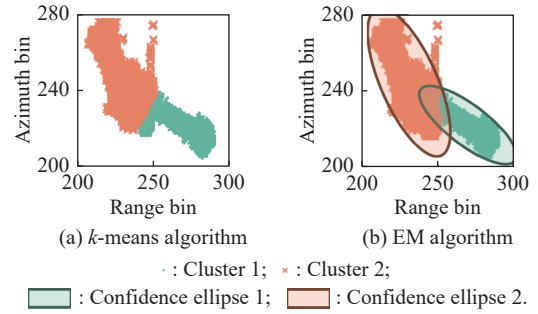 280
240
200
Azimuth bin
200
250
300
Range bin
(a) k-means algorithm
280
240
200
Azimuth bin
200
250
300
Range bin
(b) EM algorithm
: Cluster 1; : Cluster 2;
: Confidence ellipse 1; : Confidence ellipse 2.